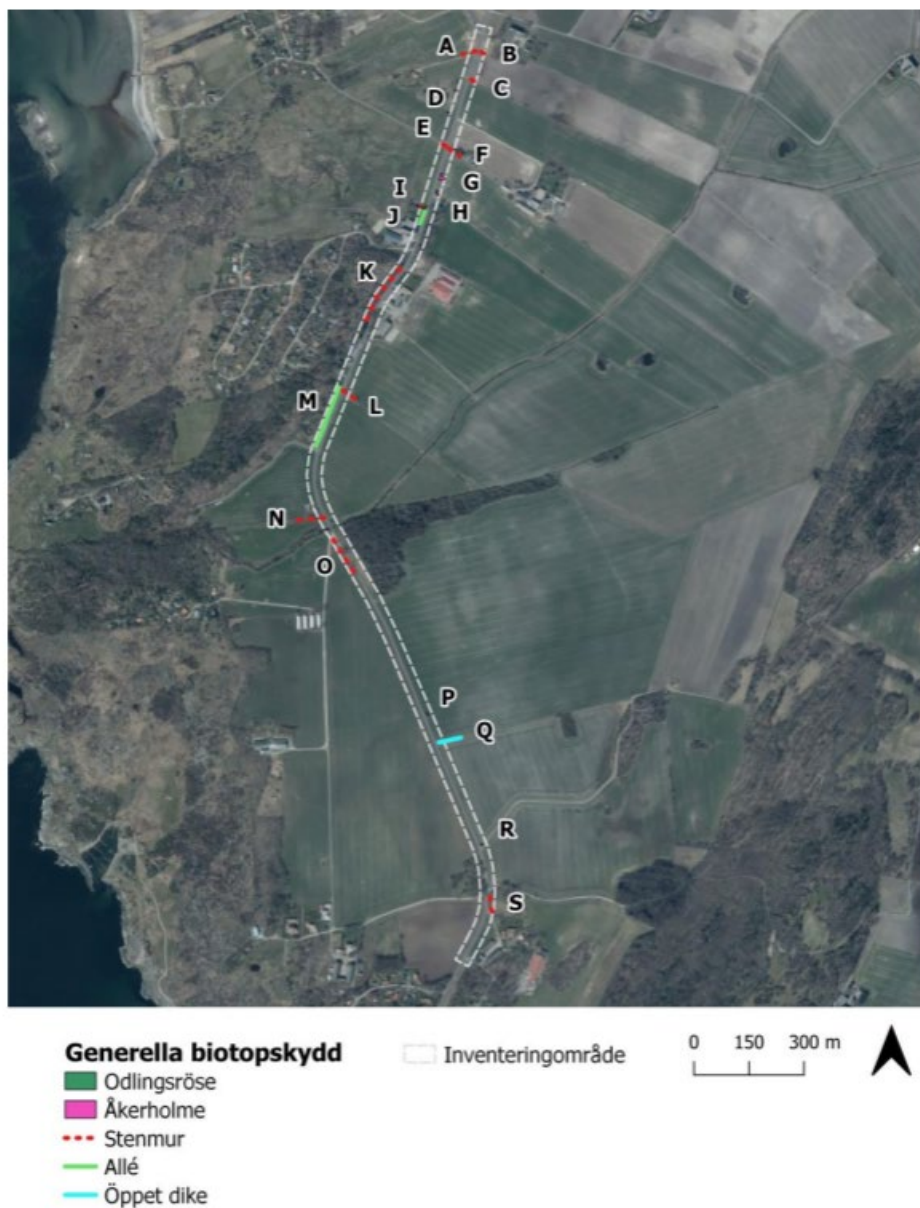 A
B
C
D
E
F
G
I
H
J
K
M
L
N
O
P
Q
R
S
Generella biotopskydd
Odlingsröse
Åkerholme
Stenmur
Allé
Öppet dike
Inventeringområde
0 150 300 m